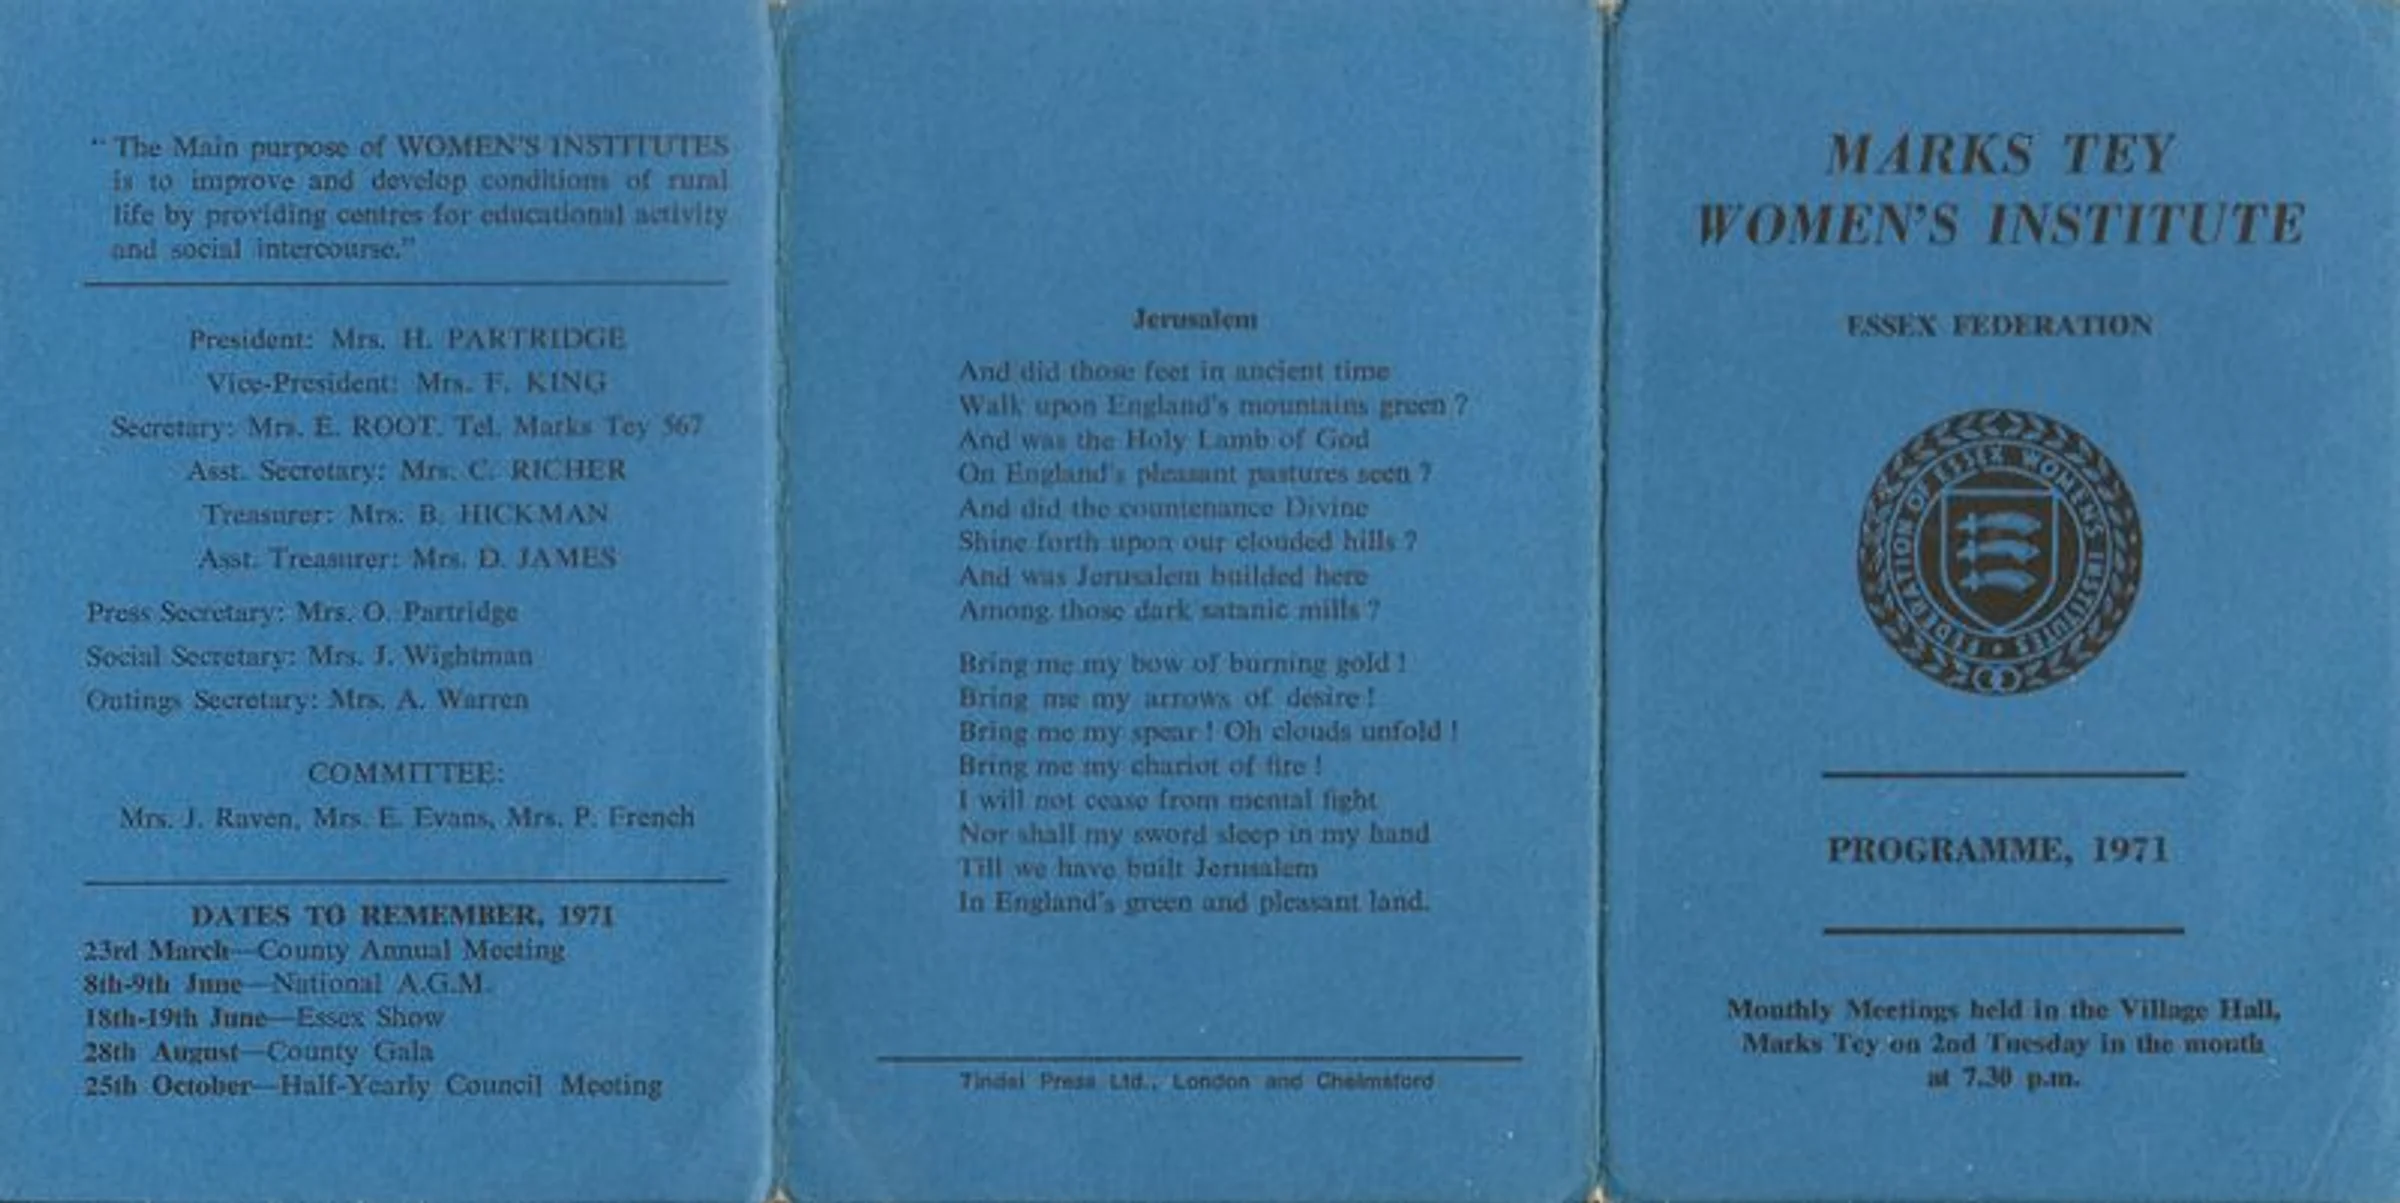 " The Main purpose of WOMEN'S INSTITUTES
is to improve and develop conditions of rural
life by providing centres for educational activity
and social intercourse."
President: Mrs. H. PARTRIDGE
Vice-President: Mrs. F. KING
Secretary: Mrs. E. ROOT. Tel. Marks Tey 567
Asst. Secretary: Mrs. C. RICHER
Treasurer: Mrs. B. HICKMAN
Asst. Treasurer: Mrs. D. JAMES
Press Secretary: Mrs. O. Partridge
Social Secretary: Mrs. J. Wightman
Outings Secretary: Mrs. A. Warren
COMMITTEE:
Mrs. J. Raven, Mrs. E. Evans, Mrs. P. French
DATES TO REMEMBER, 1971
23rd March—County Annual Meeting
8th-9th June—National A.G.M.
18th-19th June—Essex Show
28th August—County Gala
25th October—Half-Yearly Council Meeting
Jerusalem
And did those feet in ancient time
Walk upon England's mountains green ?
And was the Holy Lamb of God
On England's pleasant pastures seen ?
And did the countenance Divine
Shine forth upon our clouded hills ?
And was Jerusalem builded here
Among those dark satanic mills ?
Bring me my bow of burning gold !
Bring me my arrows of desire !
Bring me my spear ! Oh clouds unfold !
Bring me my chariot of fire !
I will not cease from mental fight
Nor shall my sword sleep in my hand
Till we have built Jerusalem
In England's green and pleasant land.
Tindal Press Ltd., London and Chelmsford
MARKS TEY
WOMEN'S INSTITUTE
ESSEX FEDERATION
FEDERATION OF ESSEX WOMENS INSTITUTES
PROGRAMME, 1971
Monthly Meetings held in the Village Hall,
Marks Tey on 2nd Tuesday in the month
at 7.30 p.m.